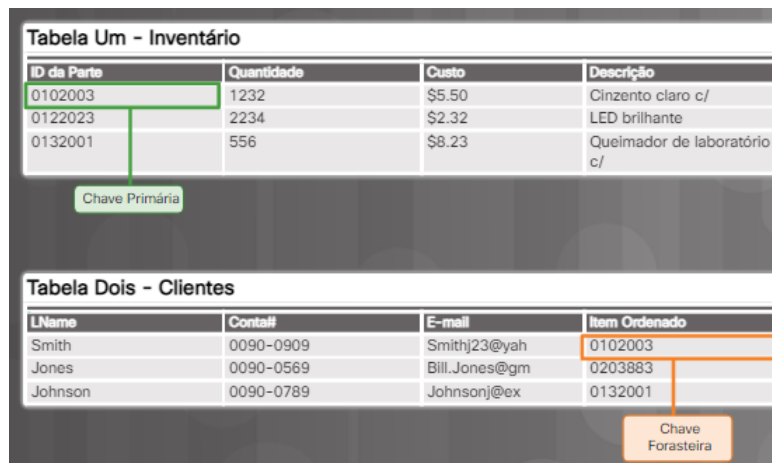 Tabela Um - Inventário
ID da Parte Quantidade Custo Descrição
0102003 1232 $5.50 Cinzento claro c/
0122023 2234 $2.32 LED brilhante
0132001 556 $8.23 Queimador de laboratório
c/
Chave Primária
Tabela Dois - Clientes
LName Conta# E-mail Item Ordenado
Smith 0090-0909 Smithj23@yah 0102003
Jones 0090-0569 Bill.Jones@gm 0203883
Johnson 0090-0789 Johnsonj@ex 0132001
Chave
Forasteira